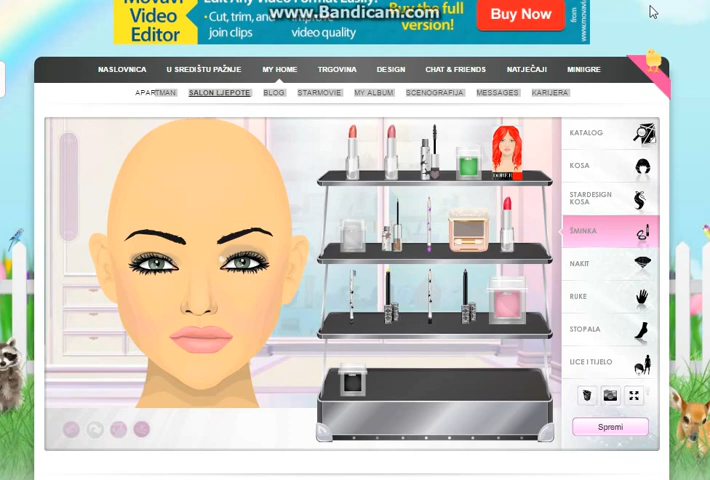 Movavi
Video
Editor
Edit Any Video Format Easily!
• Cut, trim, and
join clips
video quality
www.Bandicam.com
Buy the full
version!
Buy Now
from
NASLOVNICA U SREDIŠTU PAŽNJE MY HOME TRGOVINA DESIGN CHAT & FRIENDS NATJEČAJI MINIIGRE
APARTMAN SALON LJEPOTE BLOG STARMOVIE MY ALBUM SCENOGRAFIJA MESSAGES KARIJERA
KATALOG
KOSA
STARDESIGN
KOSA
ŠMINKA
NAKIT
RUKE
STOPALA
LICE I TIJELO
Spremi